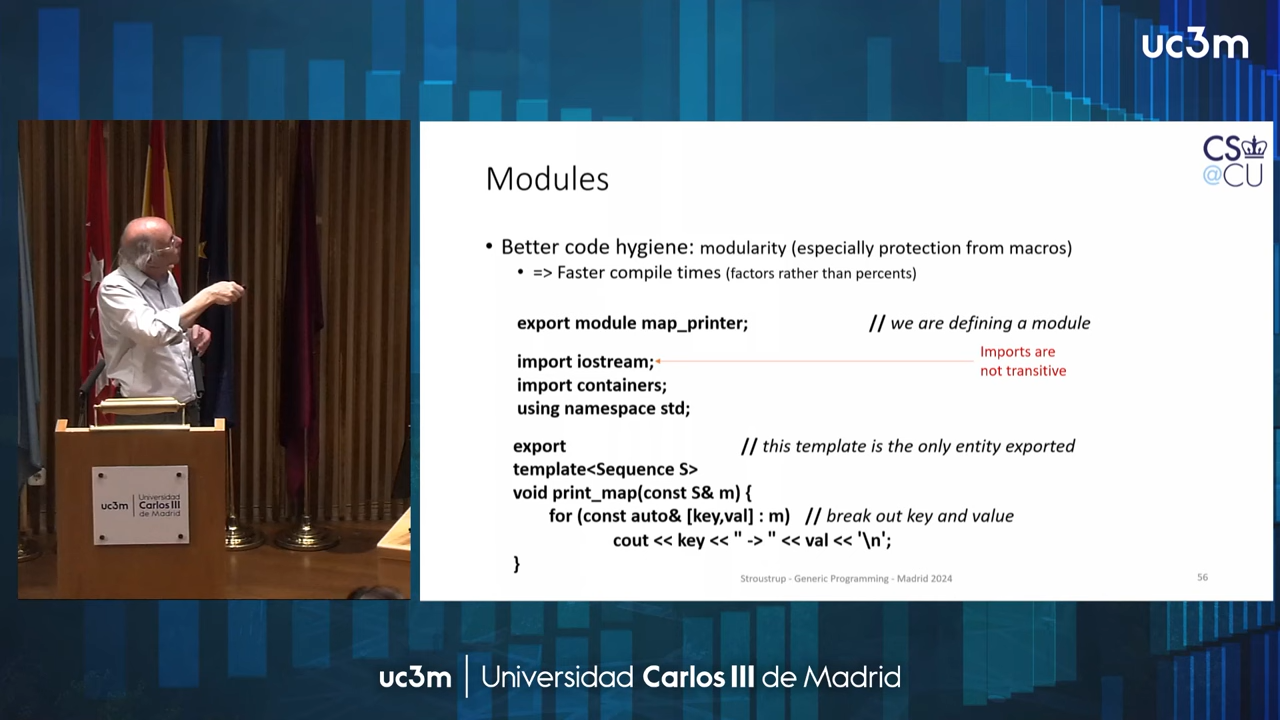 uc3m
CS
@CU
Modules
• Better code hygiene: modularity (especially protection from macros)
• => Faster compile times (factors rather than percents)
export module map_printer; // we are defining a module
import iostream;
Imports are
not transitive
import containers;
using namespace std;
export // this template is the only entity exported
template<Sequence S>
void print_map(const S& m) {
for (const auto& [key,val] : m) // break out key and value
cout << key << " -> " << val << '\n';
}
Stroustrup - Generic Programming - Madrid 2024
56
uc3m | Universidad
Carlos III
de Madrid
uc3m | Universidad Carlos III de Madrid